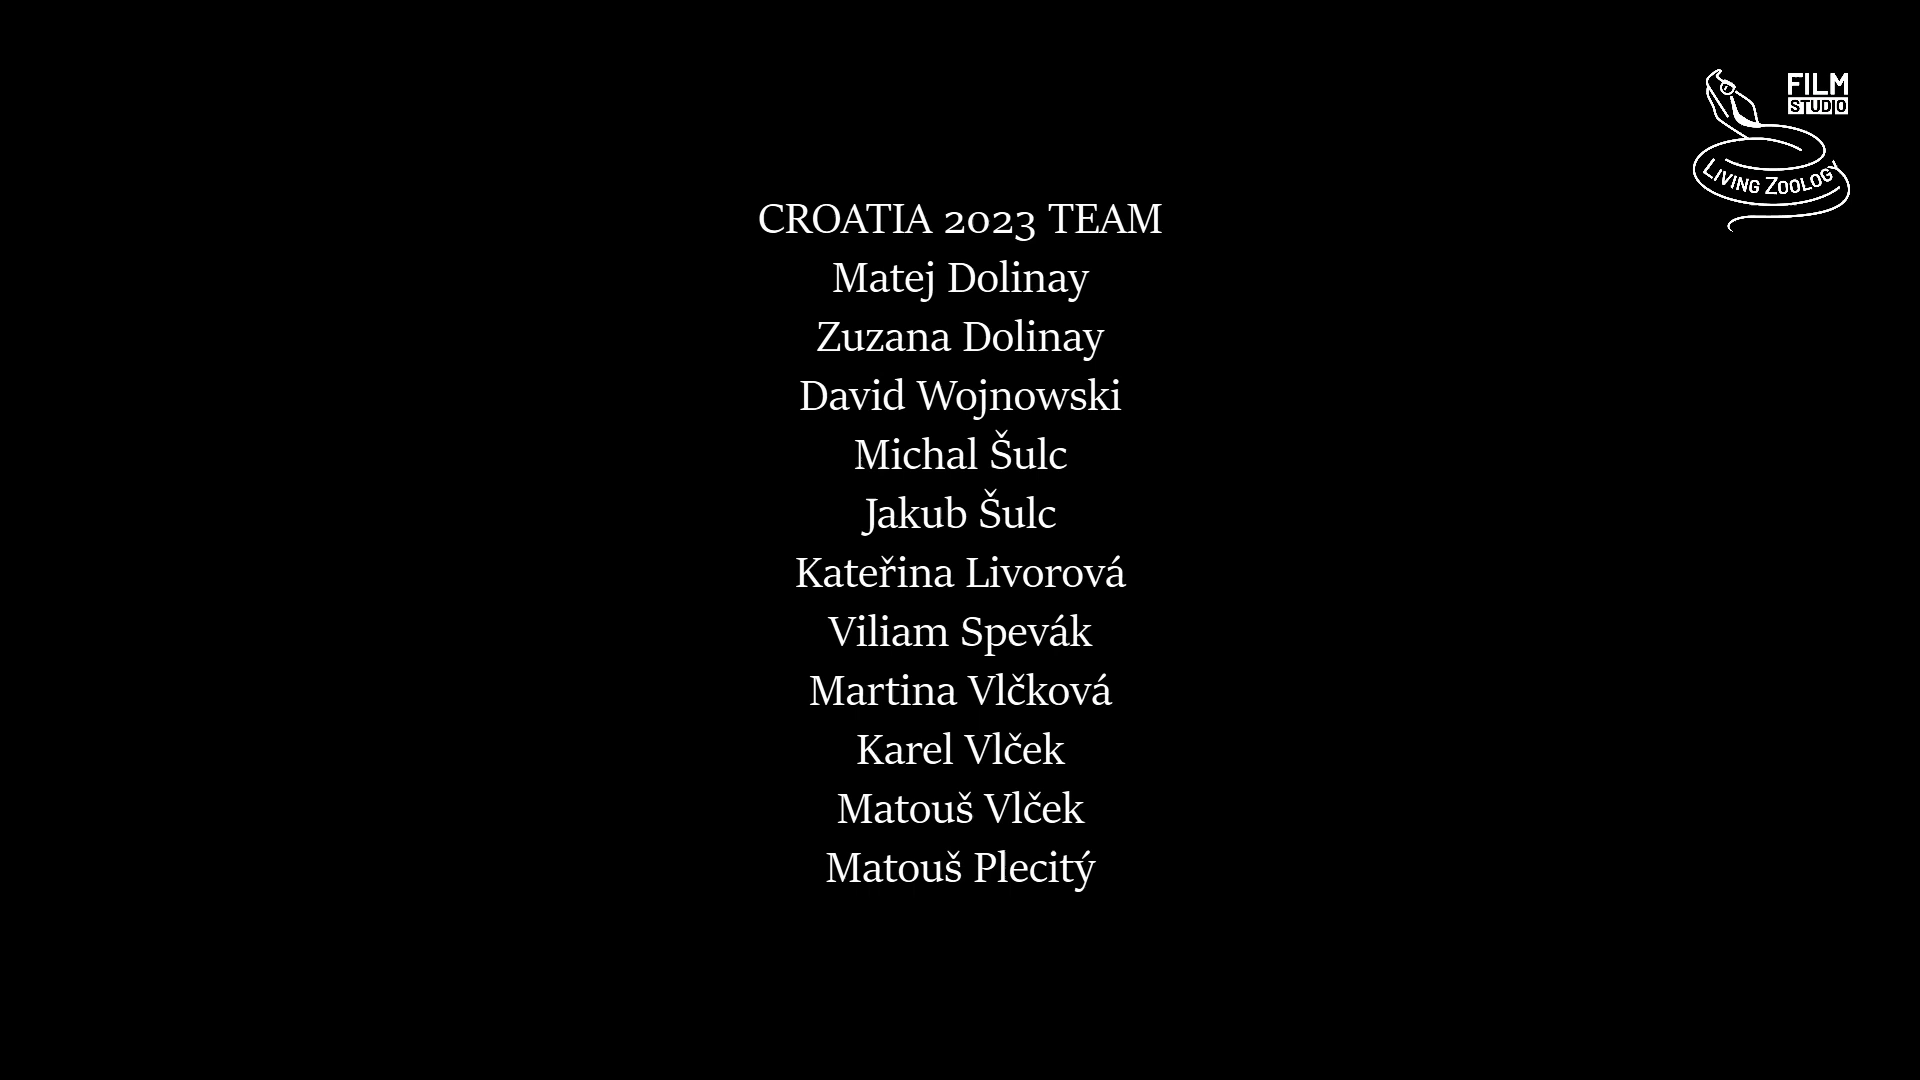 FILM
STUDIO
LIVING ZOOLOGY
CROATIA 2023 TEAM
Matej Dolinay
Zuzana Dolinay
David Wojnowski
Michal Šulc
Jakub Šulc
Kateřina Livorová
Viliam Spevák
Martina Vlčková
Karel Vlček
Matouš Vlček
Matouš Plecitý